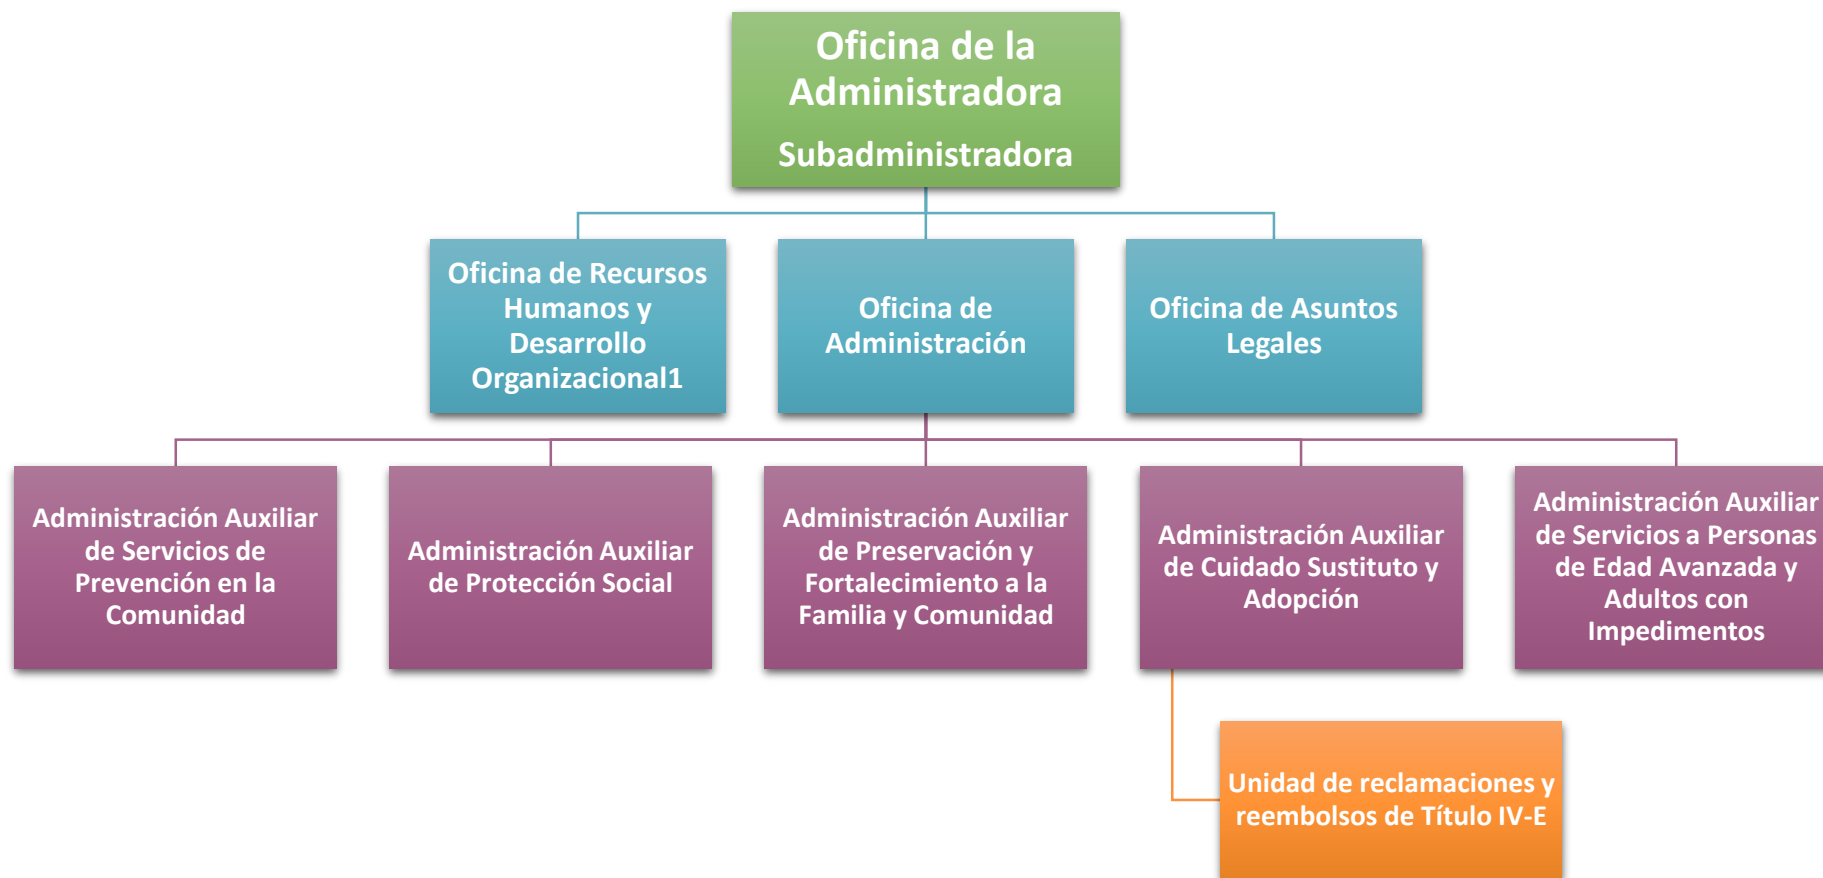 Oficina de la
Administradora
Subadministradora
Oficina de Recursos
Humanos y
Desarrollo
Organizacional1
Oficina de
Administración
Oficina de Asuntos
Legales
Administración Auxiliar
de Servicios de
Prevención en la
Comunidad
Administración Auxiliar
de Protección Social
Administración Auxiliar
de Preservación y
Fortalecimiento a la
Familia y Comunidad
Administración Auxiliar
de Cuidado Sustituto y
Adopción
Administración Auxiliar
de Servicios a Personas
de Edad Avanzada y
Adultos con
Impedimentos
Unidad de reclamaciones y
reembolsos de Título IV-E